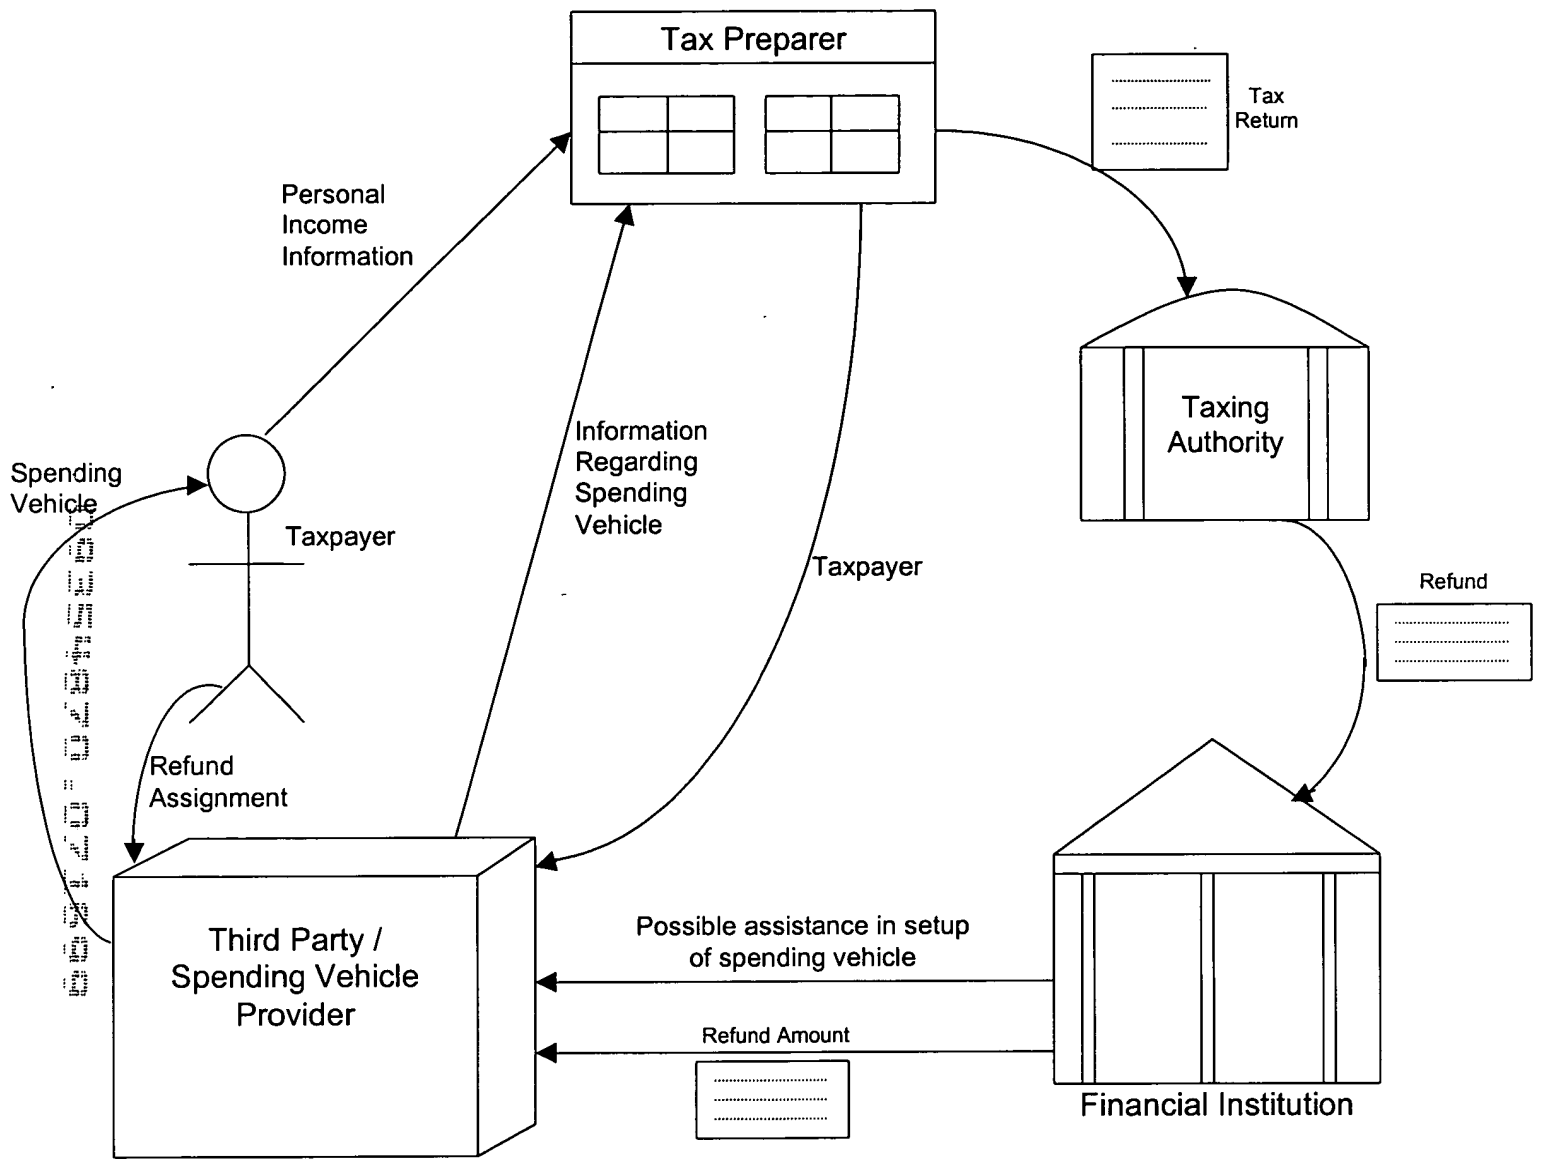 Tax Preparer
Tax
Return
Personal
Income
Information
Taxing
Authority
Information
Regarding
Spending
Vehicle
Spending
Vehicle
Taxpayer
Taxpayer
Refund
Refund
Assignment
Third Party /
Spending Vehicle
Provider
Possible assistance in setup
of spending vehicle
Refund Amount
Financial Institution